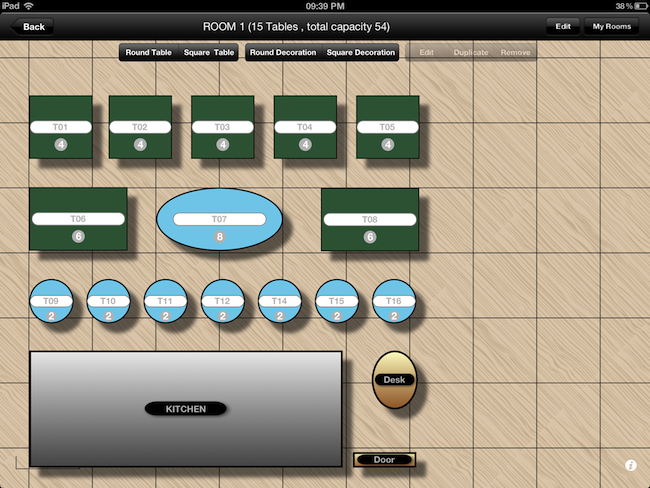 iPad 09:39 PM 38 %
Back ROOM 1 (15 Tables , total capacity 54) Edit My Rooms
Round Table Square Table Round Decoration Square Decoration Edit Duplicate Remove
T01 T02 T03 T04 T05
4 4 4 4 4
T06 T07 T08
6 8 6
T09 T10 T11 T12 T14 T15 T16
2 2 2 2 2 2 2
Desk
KITCHEN
Door
i